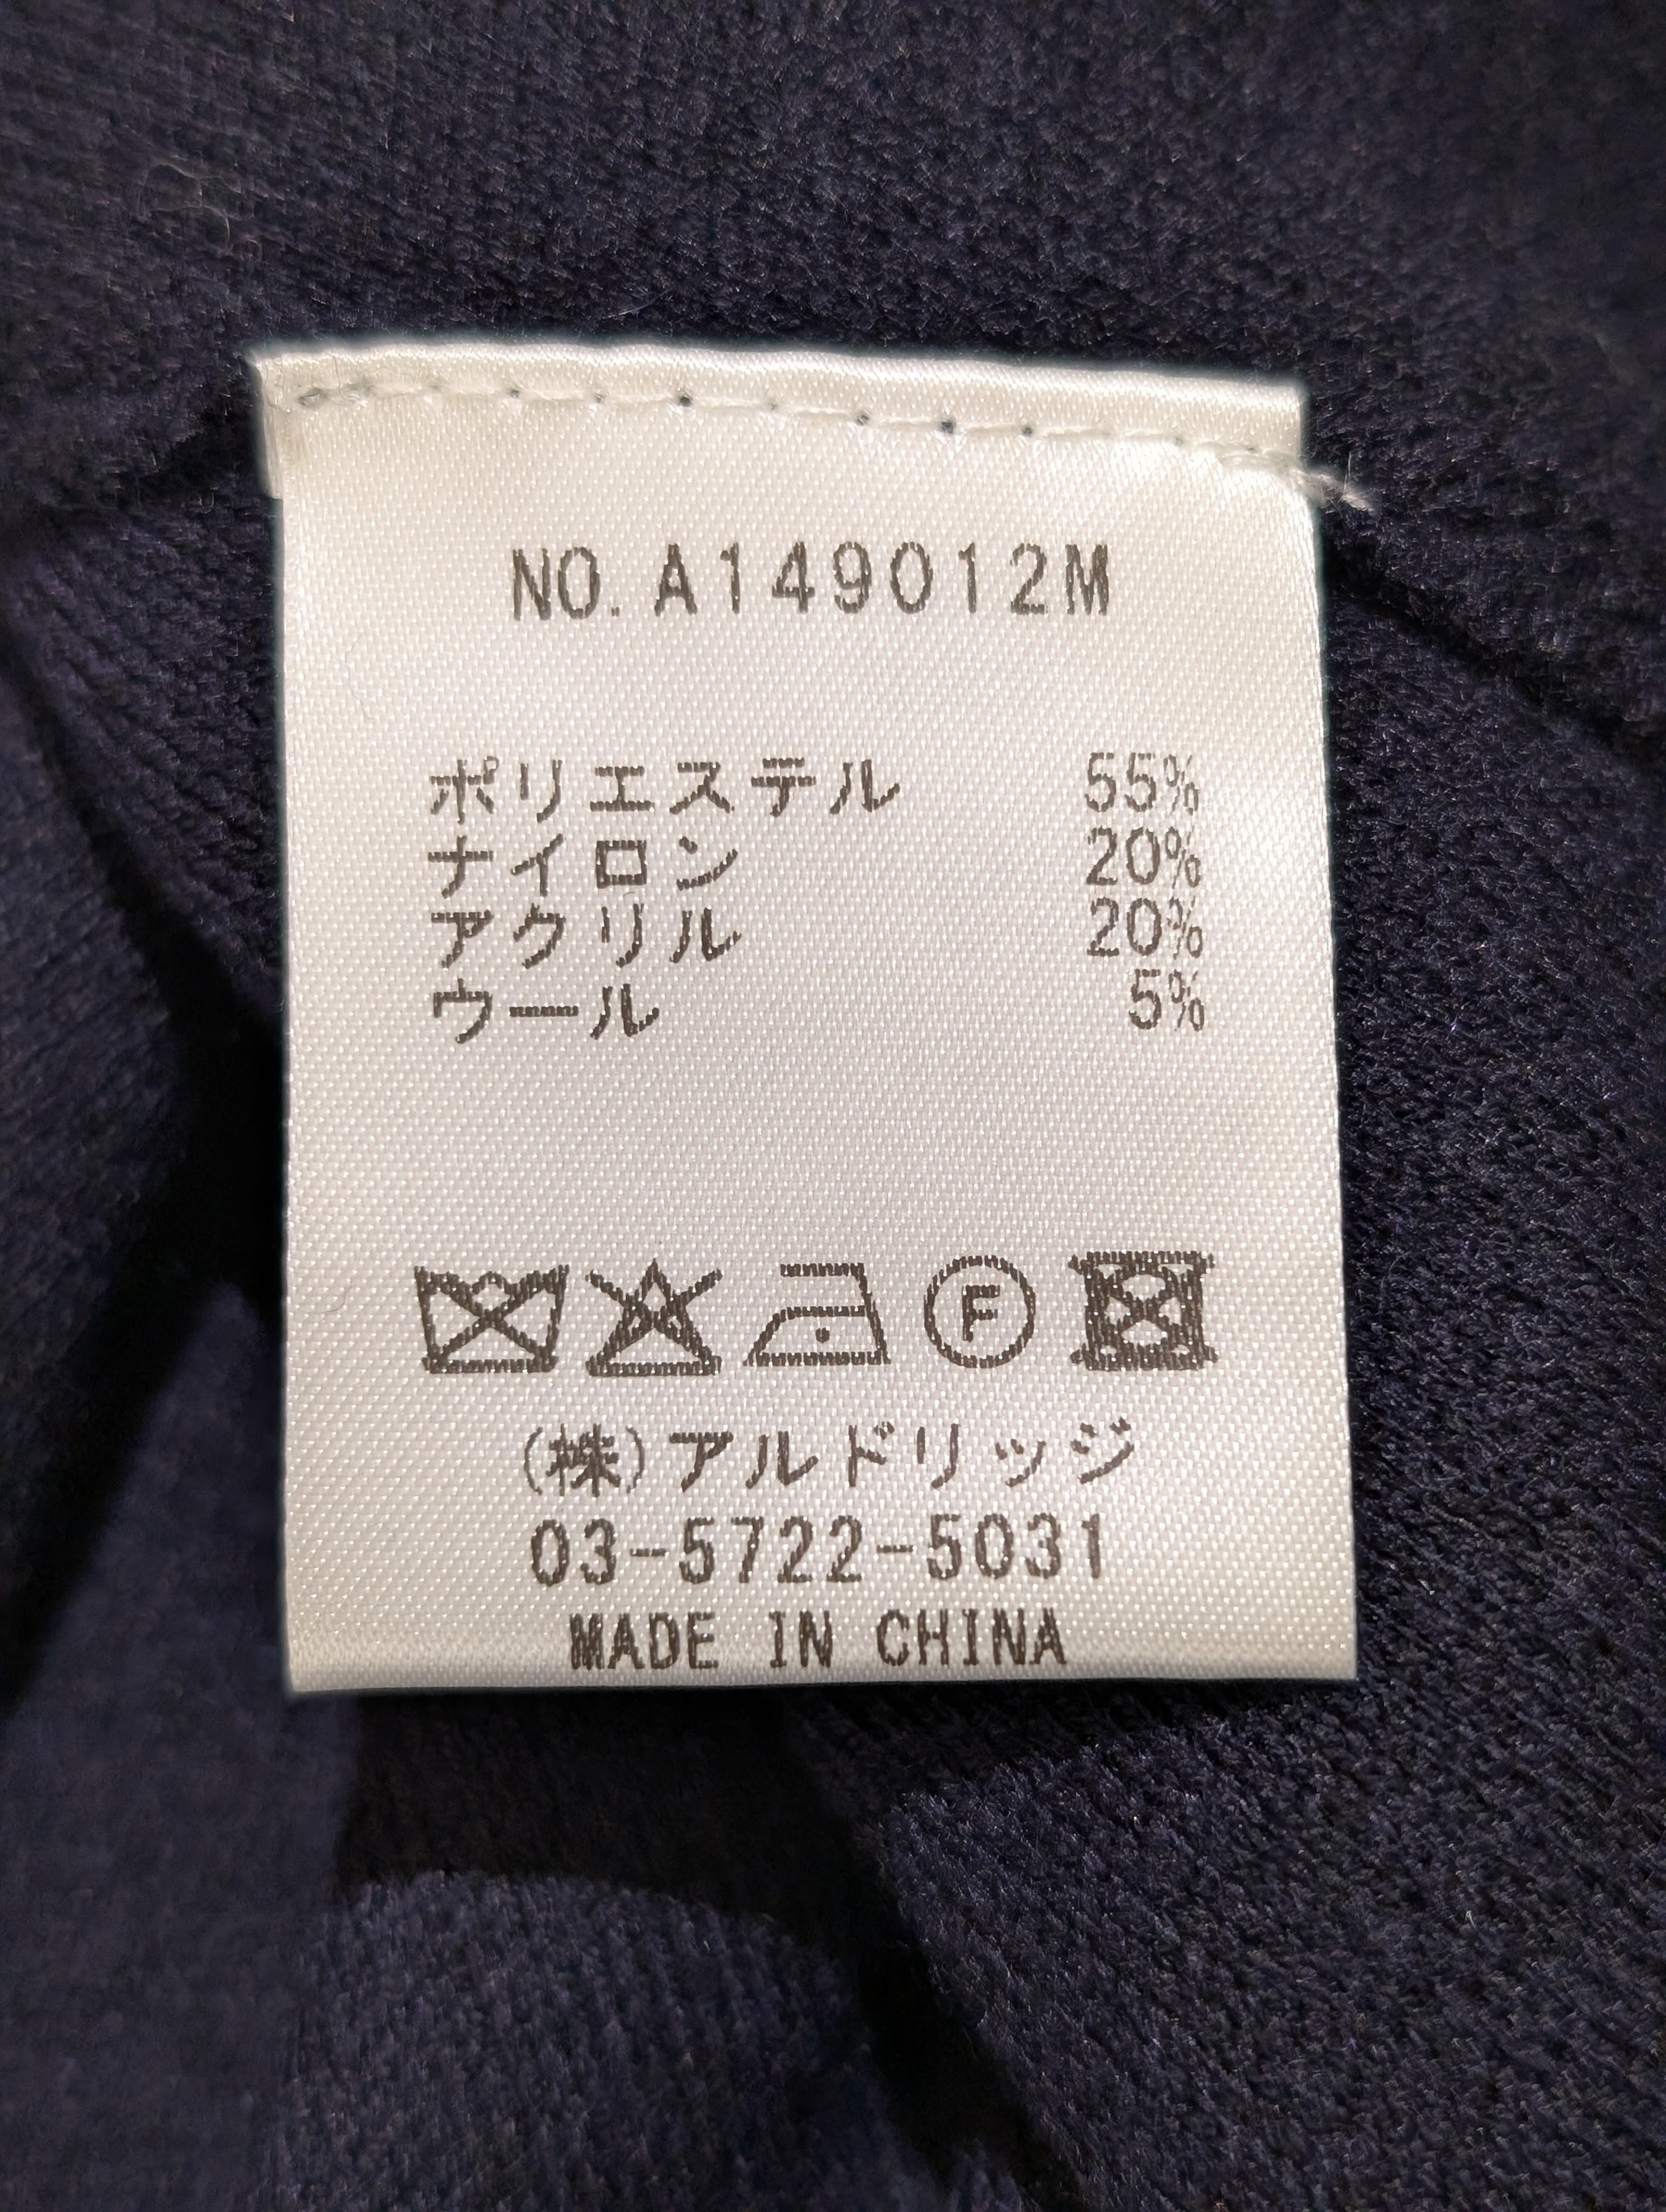 NO. A149012M
ポリエステル 55%
ナイロン 20%
アクリル 20%
ウール 5%
F
(株)アルドリッジ
03-5722-5031
MADE IN CHINA